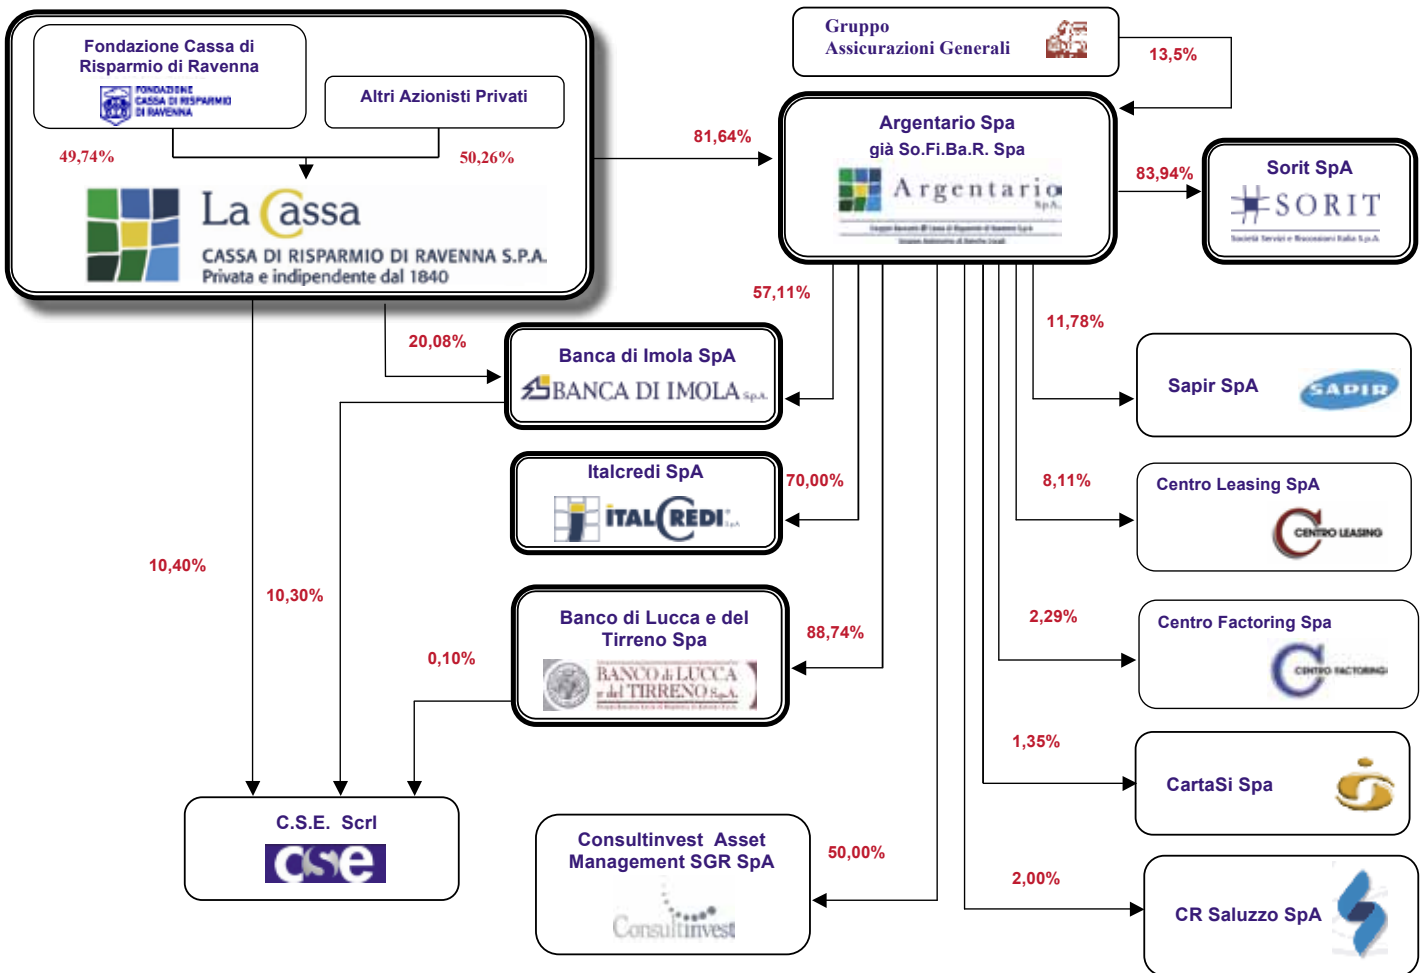 Fondazione Cassa di
Risparmio di Ravenna
FONDAZIONE
CASSA DI RISPARMIO
DI RAVENNA
Altri Azionisti Privati
49,74%
50,26%
La Cassa
CASSA DI RISPARMIO DI RAVENNA S.P.A.
Privata e indipendente dal 1840
Gruppo
Assicurazioni Generali
13,5%
81,64%
Argentario Spa
già So.Fi.Ba.R. Spa
Argentario
S.p.A.
83,94%
Sorit SpA
SORIT
Società Servizi e Riscossioni Italia S.p.A.
57,11%
11,78%
20,08%
Banca di Imola SpA
BANCA DI IMOLA S.p.A.
Sapir SpA
SAPIR
Italcredi SpA
ITALCREDI
70,00%
8,11%
Centro Leasing SpA
CENTRO LEASING
10,40%
10,30%
Banco di Lucca e del
Tirreno Spa
BANCO di LUCCA
e del TIRRENO S.p.A.
88,74%
0,10%
2,29%
Centro Factoring Spa
CENTRO FACTORING
1,35%
CartaSi Spa
C.S.E. Scrl
cse
Consultinvest Asset
Management SGR SpA
Consultinvest
50,00%
2,00%
CR Saluzzo SpA